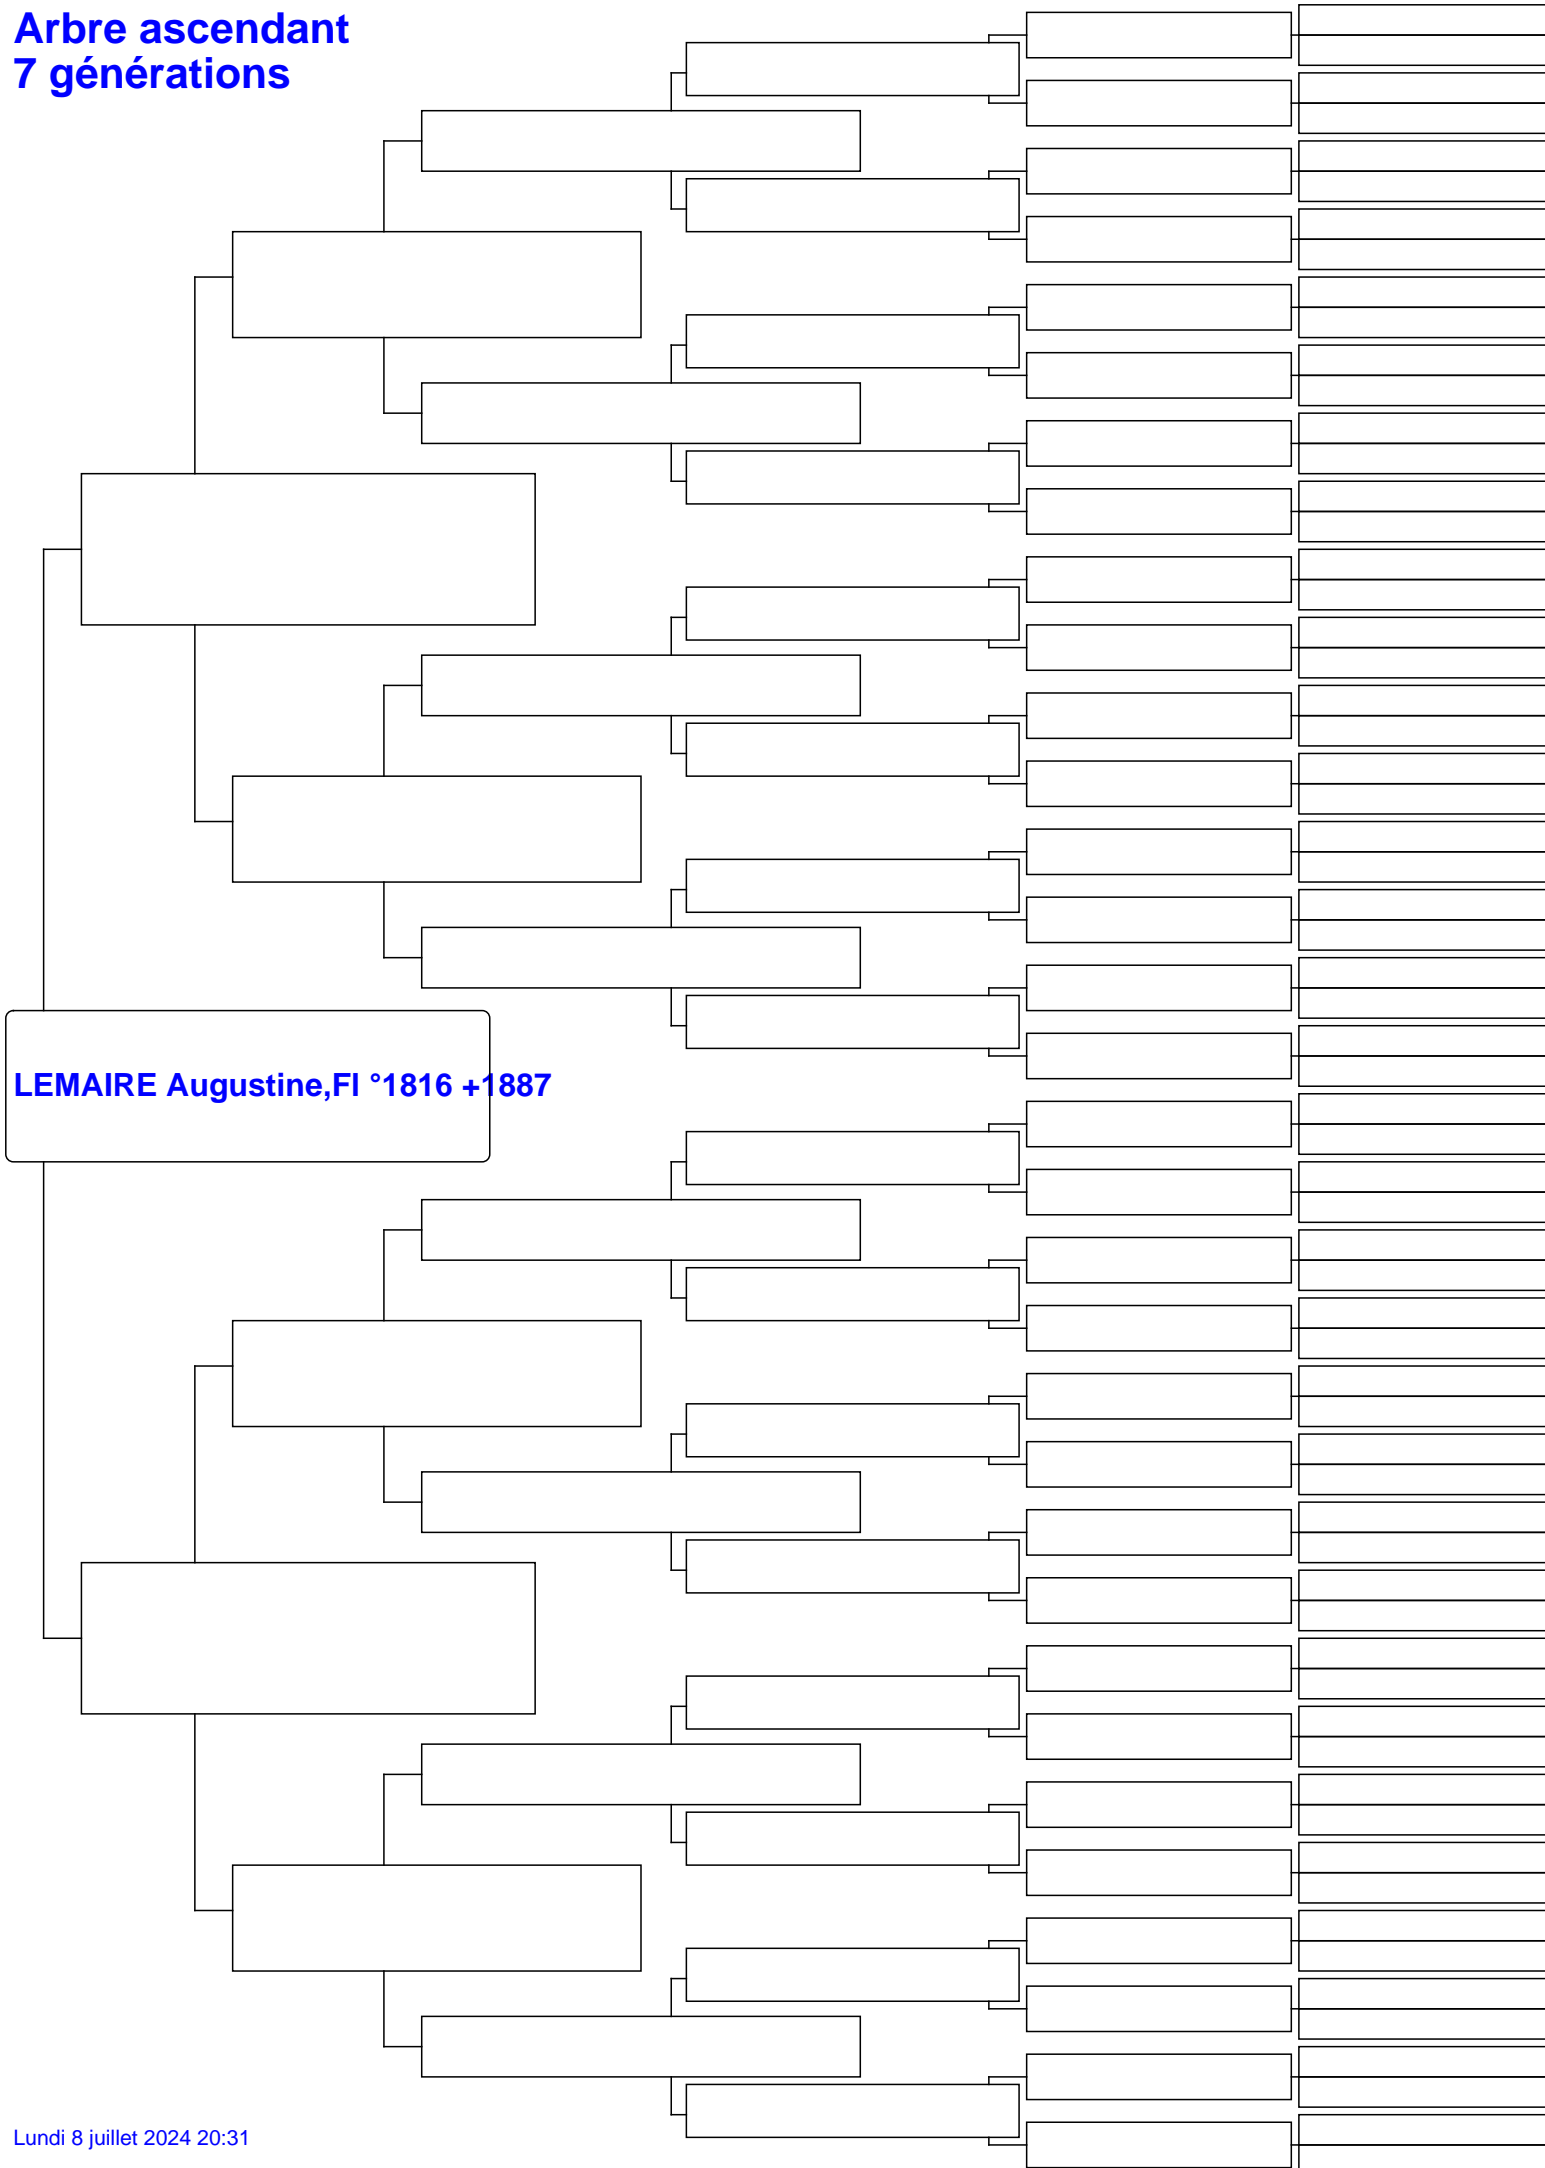 Arbre ascendant
7 générations
LEMAIRE Augustine,Fl °1816 +1887
Lundi 8 juillet 2024 20:31